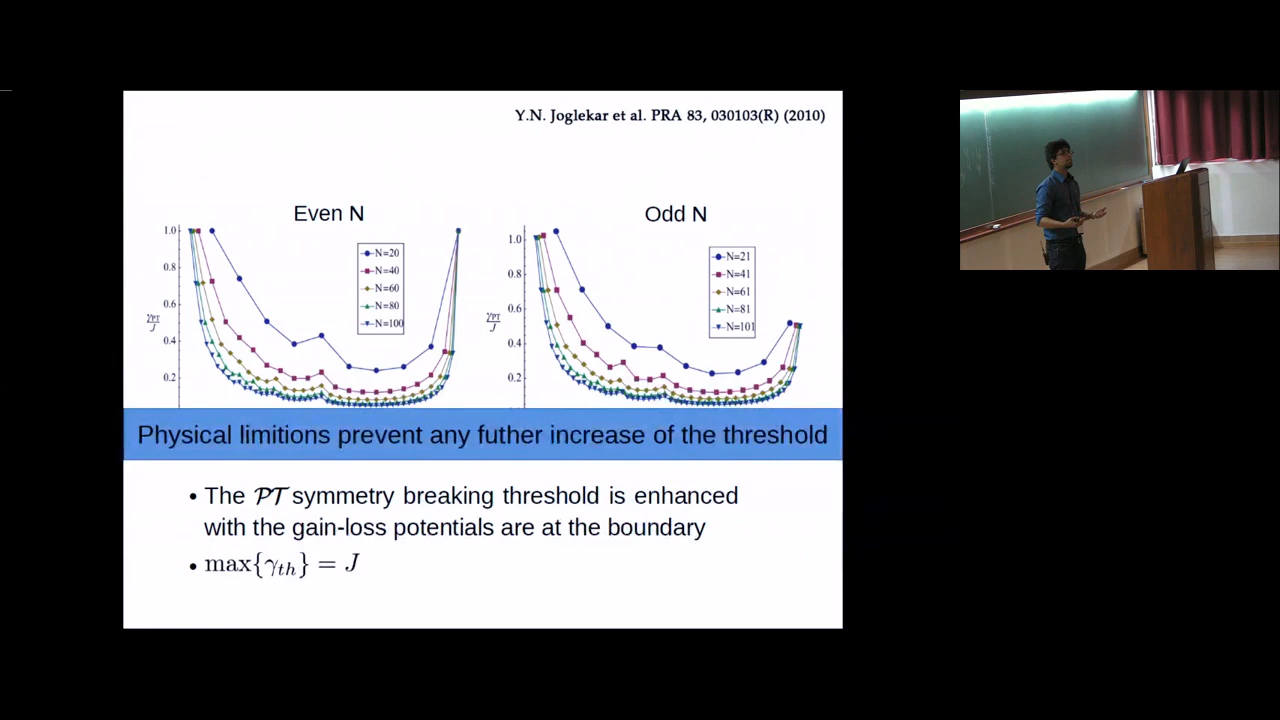 Y.N. Joglekar et al. PRA 83, 030103(R) (2010)
Even N
Odd N
1.0
0.8
0.6
0.4
0.2
γPT
J
N=20
N=40
N=60
N=80
N=100
1.0
0.8
0.6
0.4
0.2
γPT
J
N=21
N=41
N=61
N=81
N=101
Physical limitions prevent any futher increase of the threshold
• The 𝒫𝒯 symmetry breaking threshold is enhanced
with the gain-loss potentials are at the boundary
• max{γth} = J